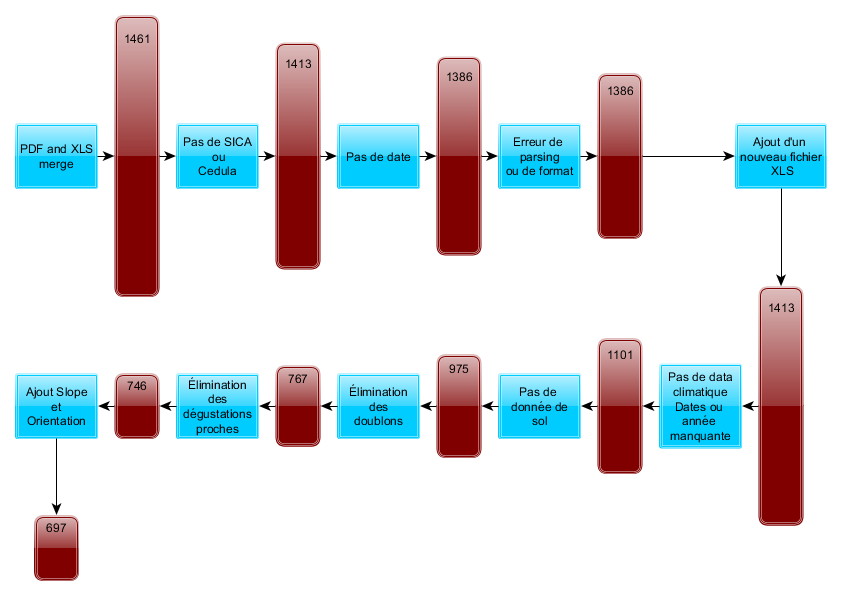 PDF and XLS
merge
1461
Pas de SICA
ou
Cedula
1413
Pas de date
1386
Erreur de
parsing
ou de format
1386
Ajout d'un
nouveau fichier
XLS
1413
Pas de data
climatique
Dates ou
année
manquante
1101
Pas de
donnée de
sol
975
Élimination
des
doublons
767
Élimination
des
dégustations
proches
746
Ajout Slope
et
Orientation
697